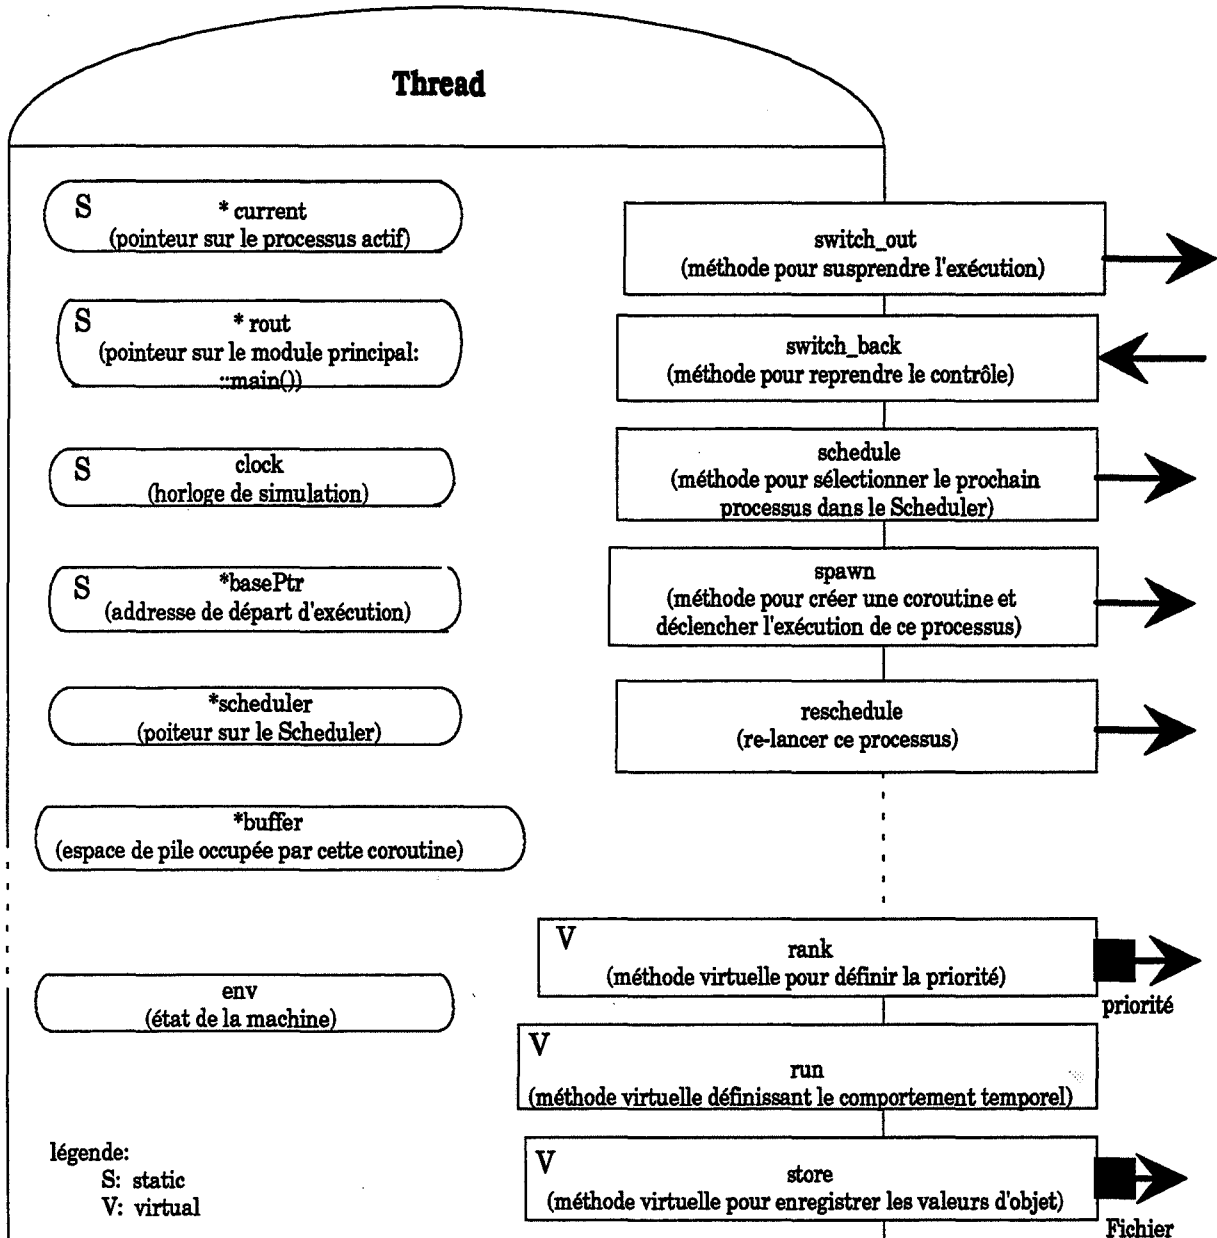 Thread
S
* current
(pointeur sur le processus actif)
S
* rout
(pointeur sur le module principal:
::main())
S
clock
(horloge de simulation)
S
*basePtr
(addresse de départ d'exécution)
*scheduler
(poiteur sur le Scheduler)
*buffer
(espace de pile occupée par cette coroutine)
env
(état de la machine)
légende:
S: static
V: virtual
switch_out
(méthode pour susprendre l'exécution)
switch_back
(méthode pour reprendre le contrôle)
schedule
(méthode pour sélectionner le prochain
processus dans le Scheduler)
spawn
(méthode pour créer une coroutine et
déclencher l'exécution de ce processus)
reschedule
(re-lancer ce processus)
V
rank
(méthode virtuelle pour définir la priorité)
priorité
V
run
(méthode virtuelle définissant le comportement temporel)
V
store
(méthode virtuelle pour enregistrer les valeurs d'objet)
Fichier